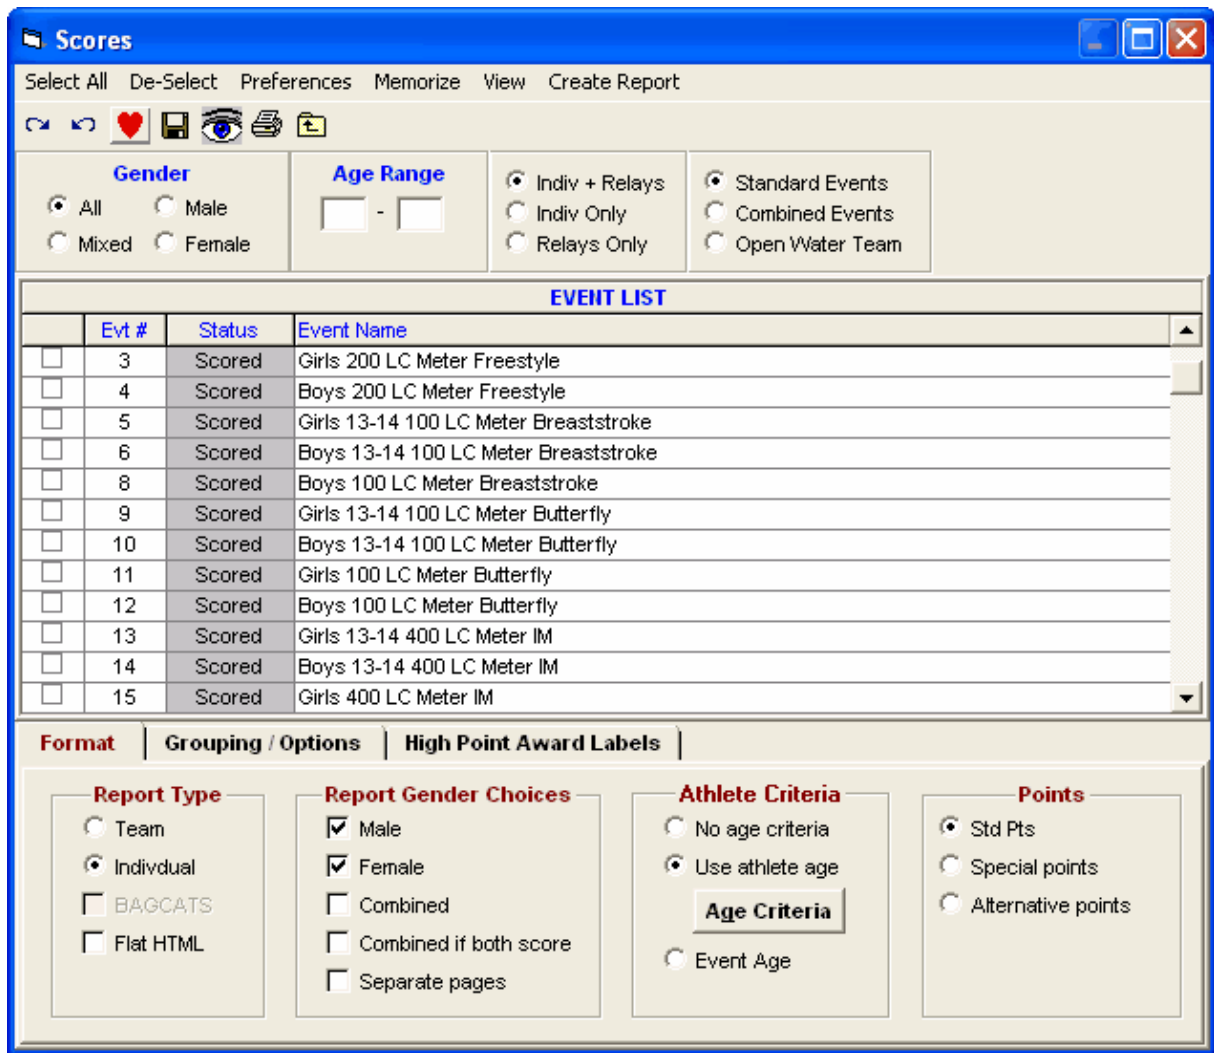 Scores
Select All De-Select Preferences Memorize View Create Report
Gender
All Male
Mixed Female
Age Range
-
Indiv + Relays
Indiv Only
Relays Only
Standard Events
Combined Events
Open Water Team
EVENT LIST
Evt # Status Event Name
3 Scored Girls 200 LC Meter Freestyle
4 Scored Boys 200 LC Meter Freestyle
5 Scored Girls 13-14 100 LC Meter Breaststroke
6 Scored Boys 13-14 100 LC Meter Breaststroke
8 Scored Boys 100 LC Meter Breaststroke
9 Scored Girls 13-14 100 LC Meter Butterfly
10 Scored Boys 13-14 100 LC Meter Butterfly
11 Scored Girls 100 LC Meter Butterfly
12 Scored Boys 100 LC Meter Butterfly
13 Scored Girls 13-14 400 LC Meter IM
14 Scored Boys 13-14 400 LC Meter IM
15 Scored Girls 400 LC Meter IM
Format Grouping / Options High Point Award Labels
Report Type
Team
Indivdual
BAGCATS
Flat HTML
Report Gender Choices
Male
Female
Combined
Combined if both score
Separate pages
Athlete Criteria
No age criteria
Use athlete age
Age Criteria
Event Age
Points
Std Pts
Special points
Alternative points